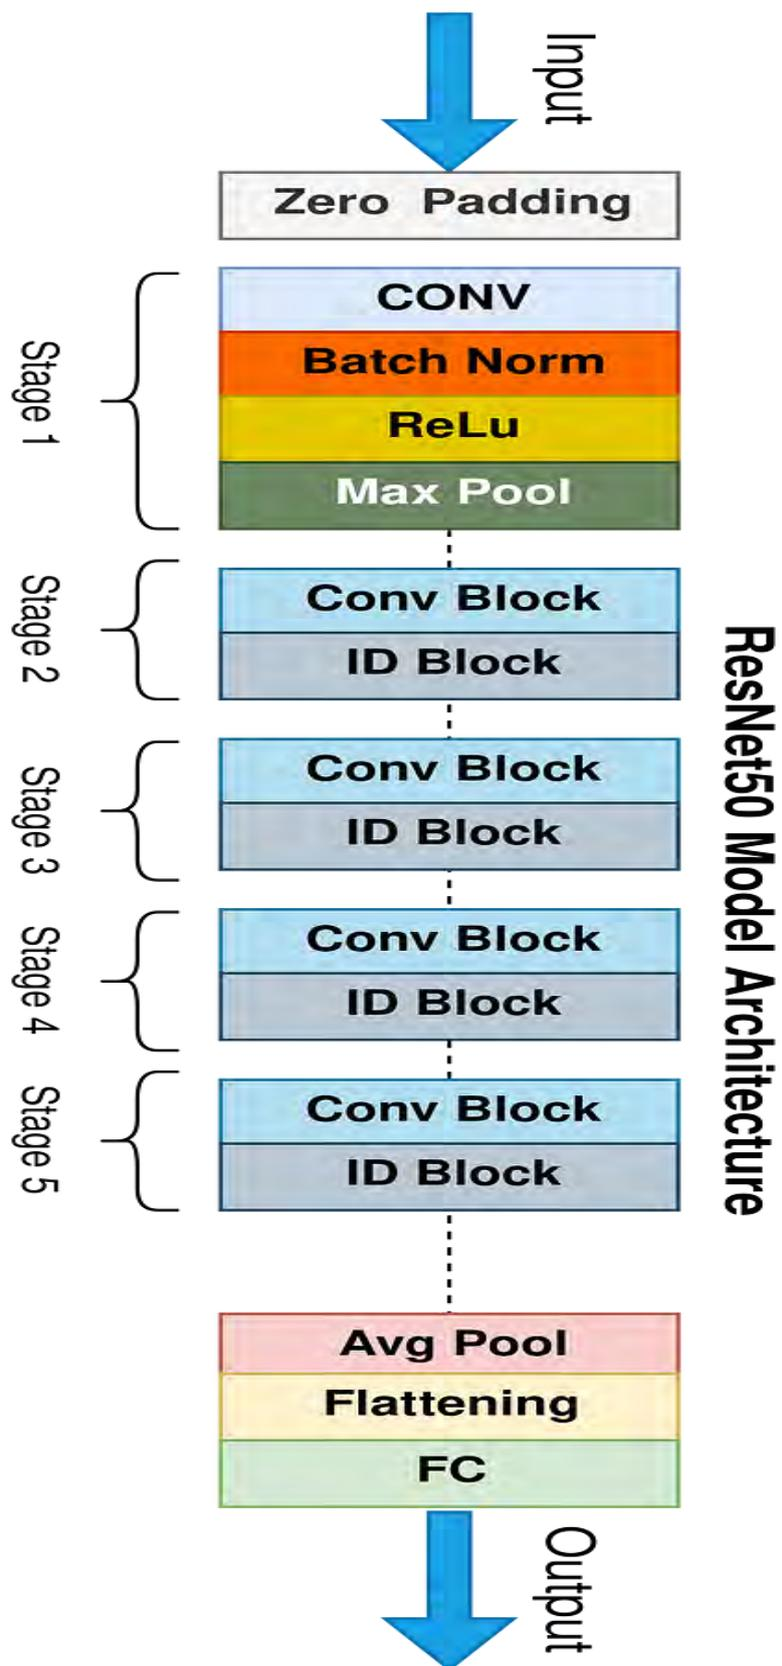 Input
Zero Padding
Stage 1
CONV
Batch Norm
ReLu
Max Pool
Stage 2
Conv Block
ID Block
Stage 3
Conv Block
ID Block
Stage 4
Conv Block
ID Block
Stage 5
Conv Block
ID Block
Avg Pool
Flattening
FC
Output
ResNet50 Model Architecture